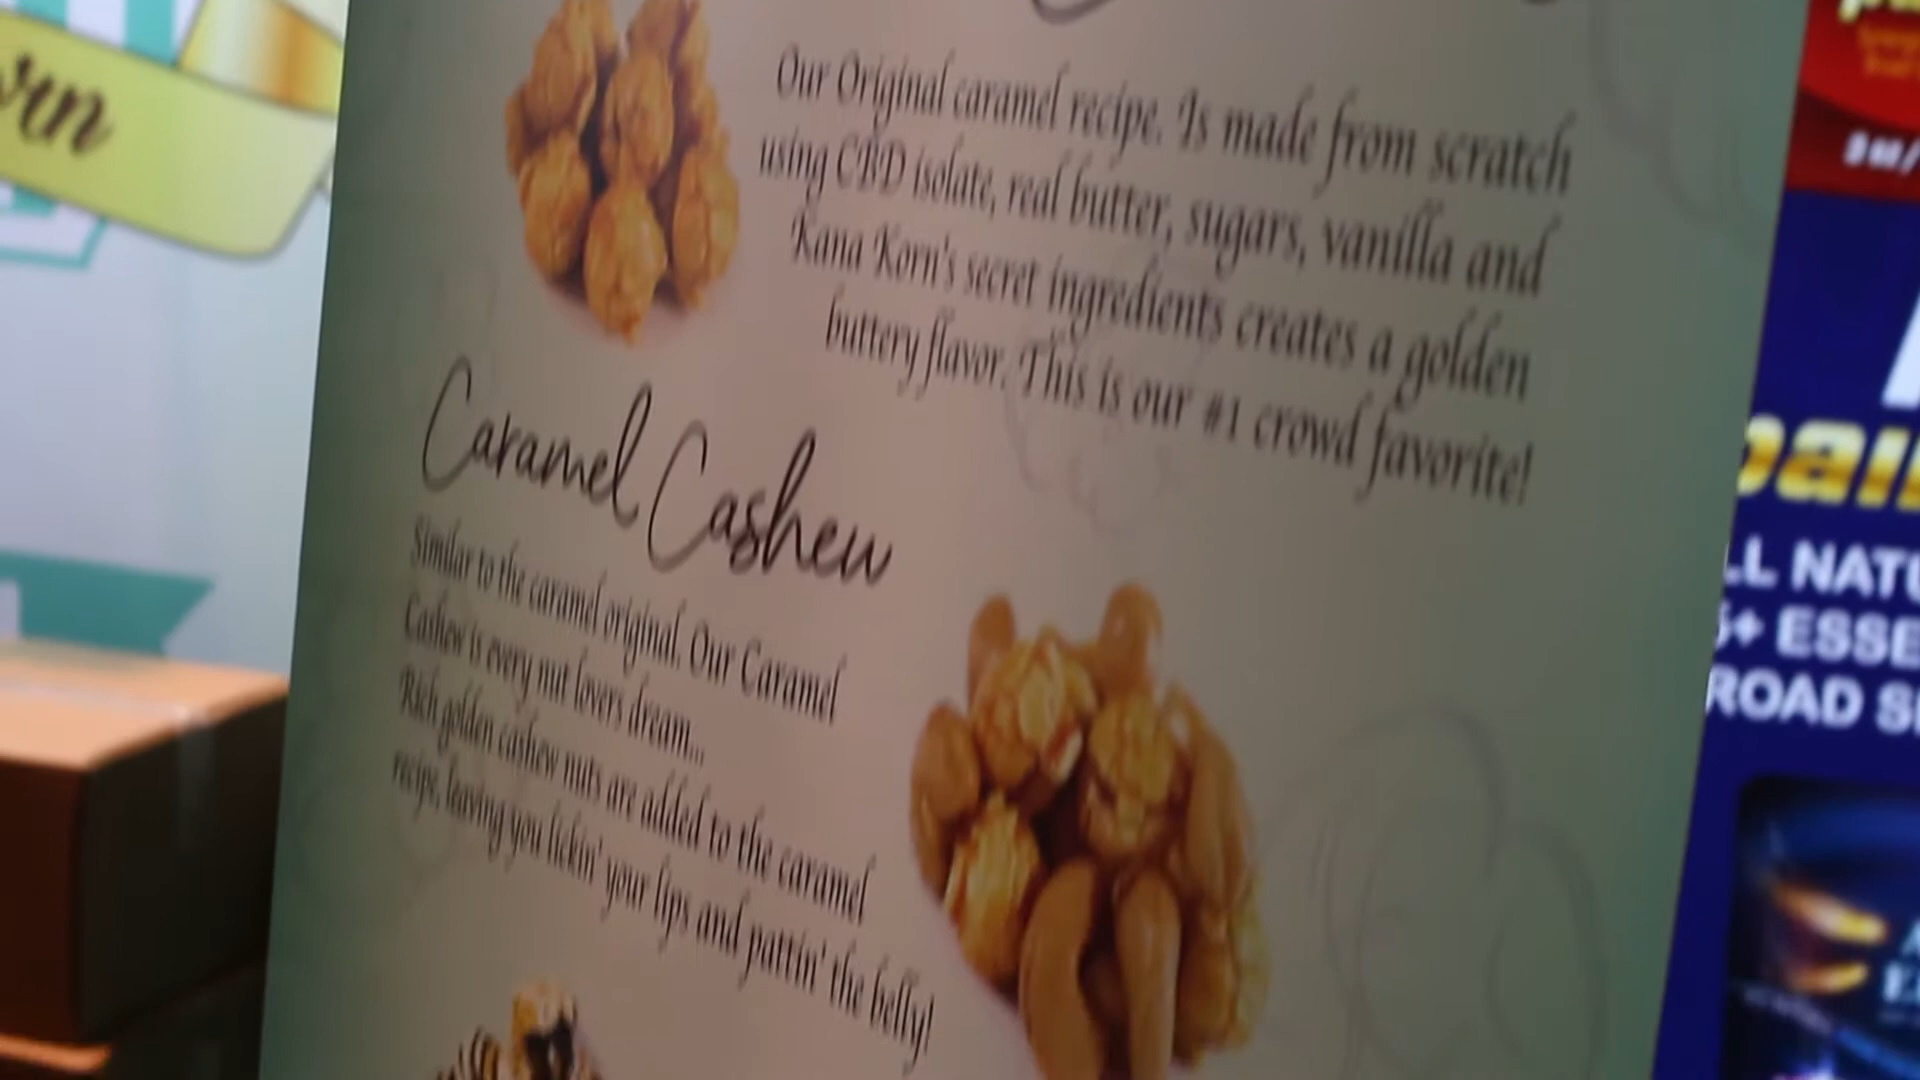 Our Original caramel recipe. Is made from scratch
using CBD isolate, real butter, sugars, vanilla and
Kana Korn's secret ingredients creates a golden
buttery flavor. This is our #1 crowd favorite!
Caramel Cashew
Similar to the caramel original. Our Caramel
Cashew is every nut lovers dream...
Rich golden cashew nuts are added to the caramel
recipe, leaving you lickin' your lips and pattin' the belly!